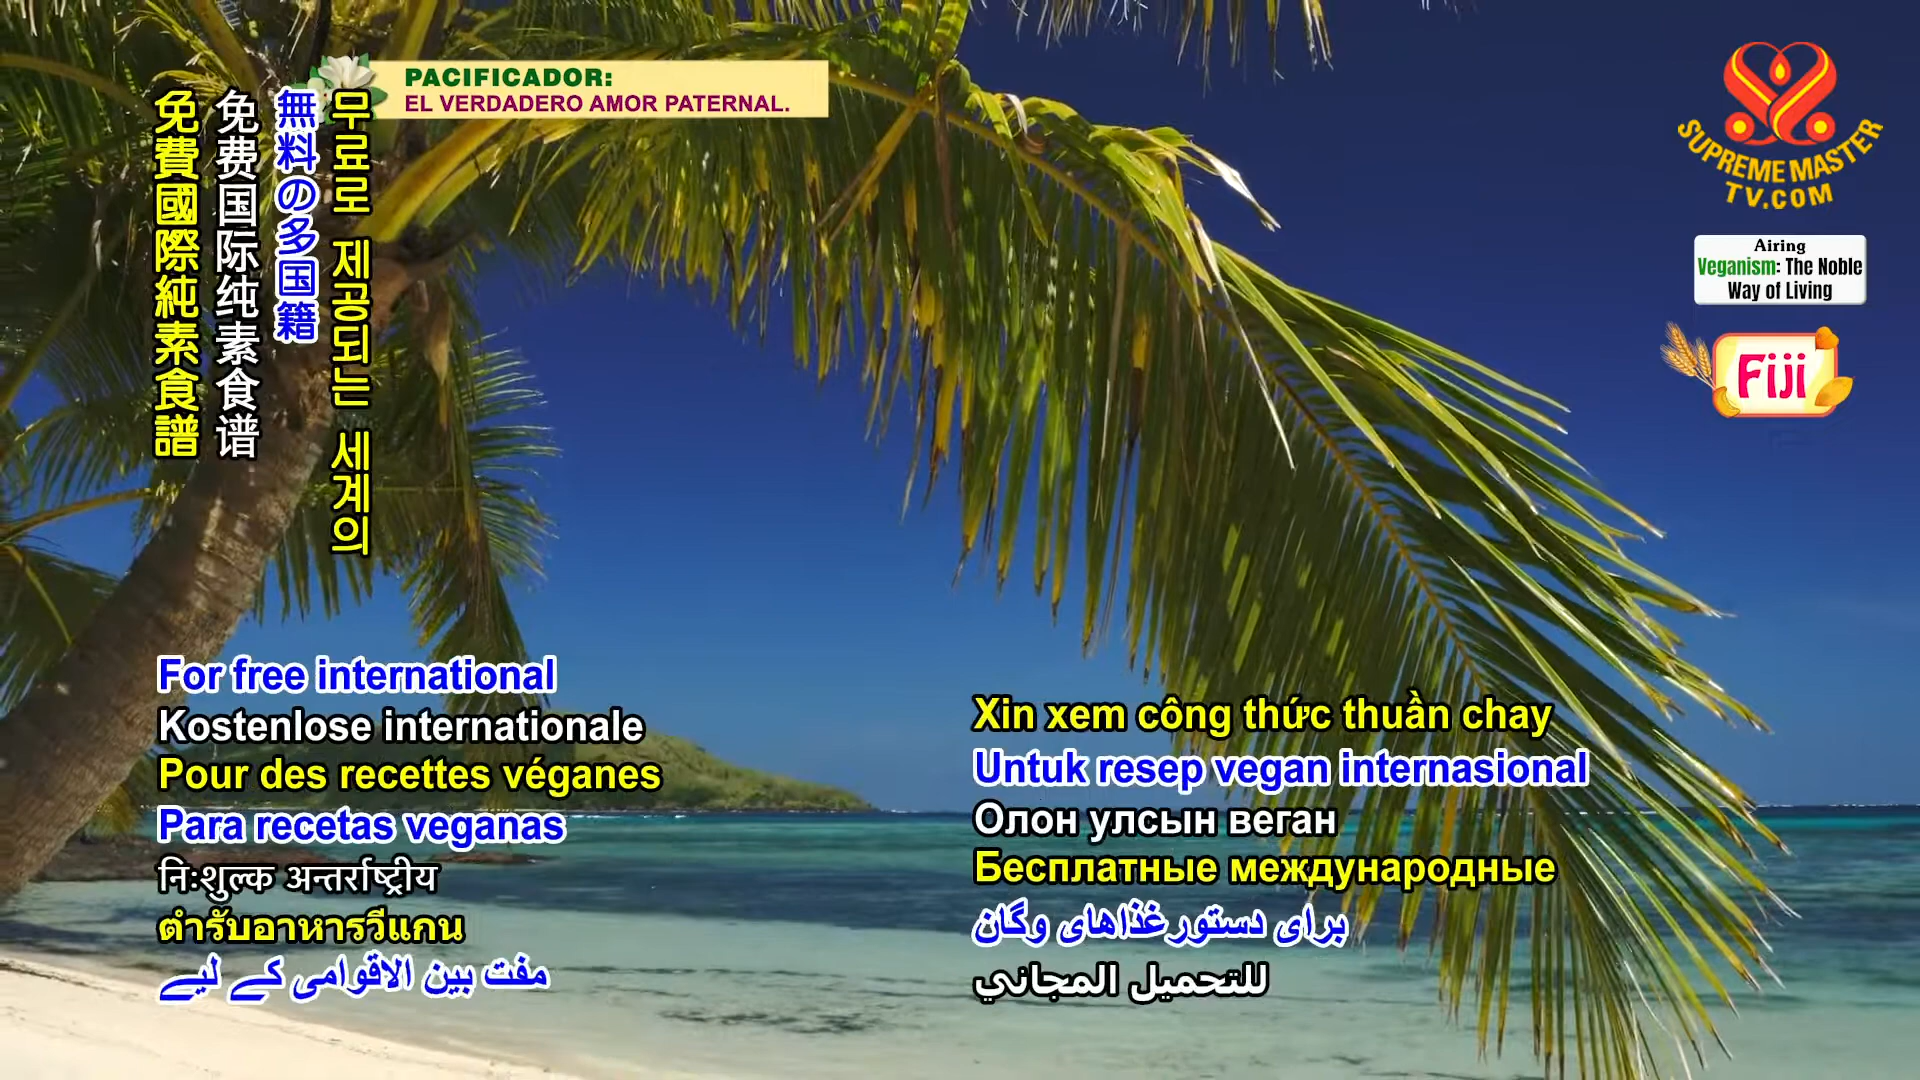 PACIFICADOR:
EL VERDADERO AMOR PATERNAL.
SUPREME MASTER
TV.COM
Airing
Veganism: The Noble
Way of Living
Fiji
免費國際純素食譜
免费国际纯素食谱
無料の多国籍
무료로 제공되는 세계의
For free international
Kostenlose internationale
Pour des recettes véganes
Para recetas veganas
निःशुल्क अन्तर्राष्ट्रीय
ตำรับอาหารวีแกน
مفت بین الاقوامی کے لیے
Xin xem công thức thuần chay
Untuk resep vegan internasional
Олон улсын веган
Бесплатные международные
برای دستورغذاهای وگان
للتحميل المجاني